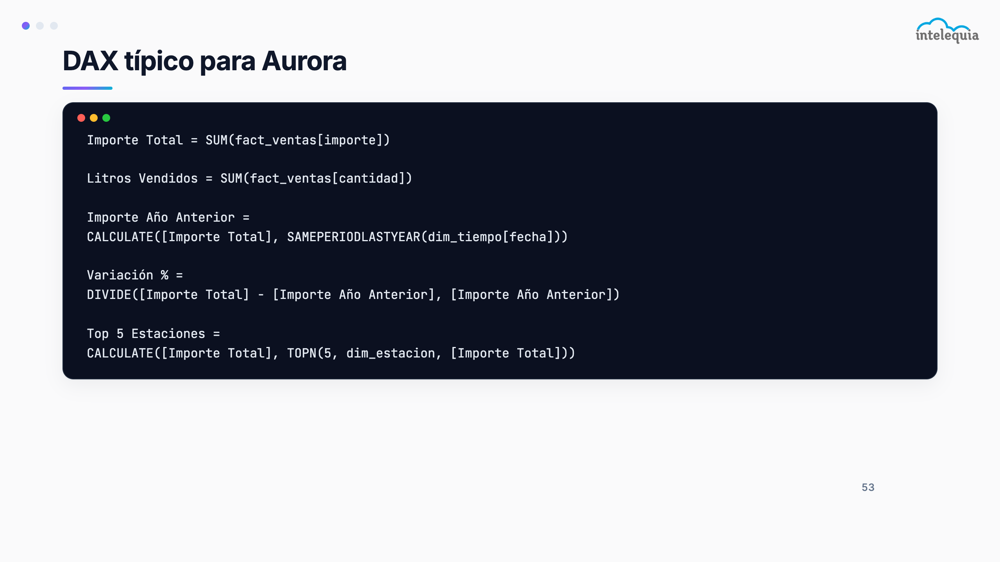 intelequia
DAX típico para Aurora
Importe Total = SUM(fact_ventas[importe])
Litros Vendidos = SUM(fact_ventas[cantidad])
Importe Año Anterior =
CALCULATE([Importe Total], SAMEPERIODLASTYEAR(dim_tiempo[fecha]))
Variación % =
DIVIDE([Importe Total] - [Importe Año Anterior], [Importe Año Anterior])
Top 5 Estaciones =
CALCULATE([Importe Total], TOPN(5, dim_estacion, [Importe Total]))
53